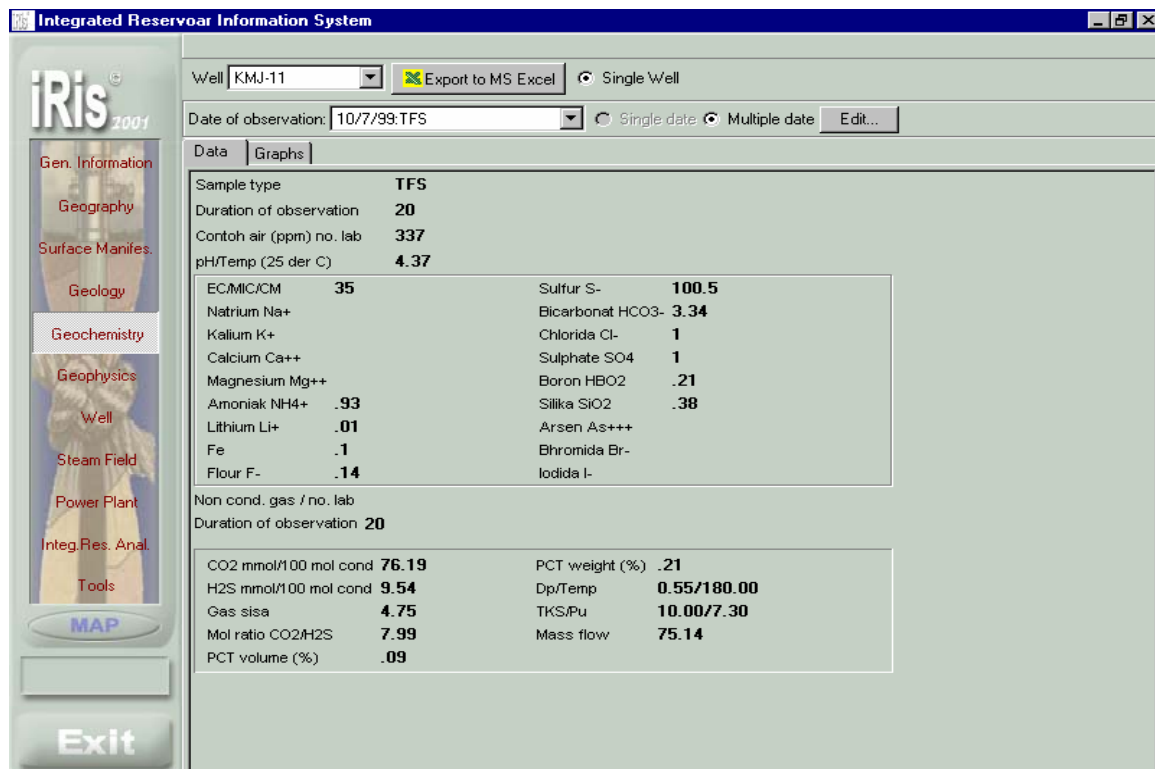 Integrated Reservoar Information System
iRis © 2001
Well KMJ-11 Export to MS Excel Single Well
Date of observation: 10/7/99:TFS Single date Multiple date Edit...
Data Graphs
Gen. Information
Geography
Surface Manifes.
Geology
Geochemistry
Geophysics
Well
Steam Field
Power Plant
Integ.Res. Anal.
Tools
MAP
Exit
Sample type TFS
Duration of observation 20
Contoh air (ppm) no. lab 337
pH/Temp (25 der C) 4.37
EC/MIC/CM 35 Sulfur S- 100.5
Natrium Na+ Bicarbonat HCO3- 3.34
Kalium K+ Chlorida Cl- 1
Calcium Ca++ Sulphate SO4 1
Magnesium Mg++ Boron HBO2 .21
Amoniak NH4+ .93 Silika SiO2 .38
Lithium Li+ .01 Arsen As+++
Fe .1 Bhromida Br-
Flour F- .14 Iodida I-
Non cond. gas / no. lab
Duration of observation 20
CO2 mmol/100 mol cond 76.19 PCT weight (%) .21
H2S mmol/100 mol cond 9.54 Dp/Temp 0.55/180.00
Gas sisa 4.75 TKS/Pu 10.00/7.30
Mol ratio CO2/H2S 7.99 Mass flow 75.14
PCT volume (%) .09